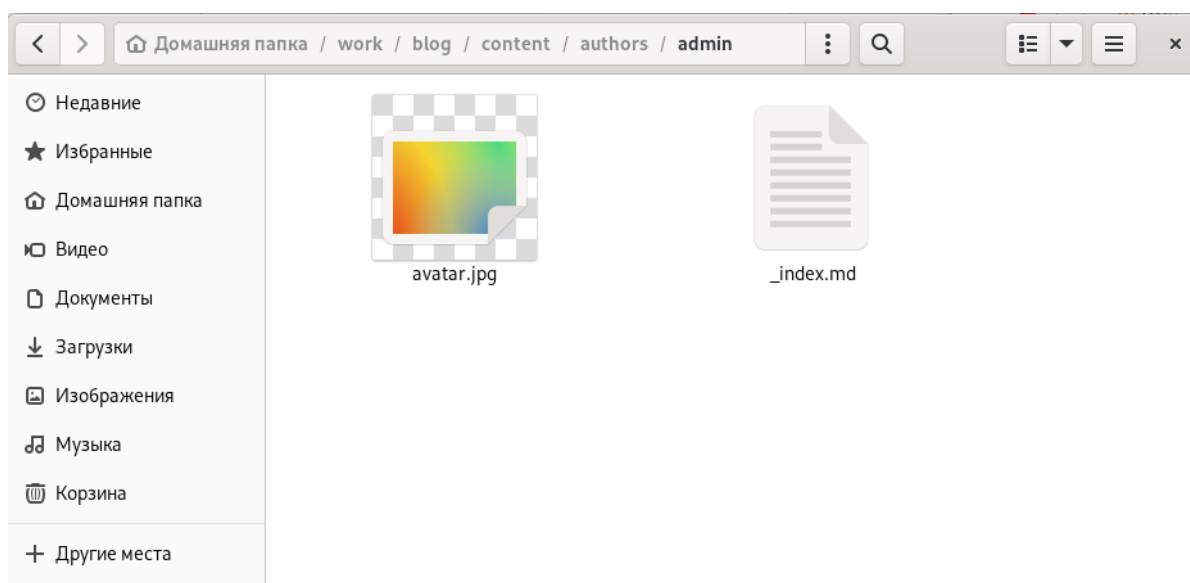 Домашняя папка / work / blog / content / authors / admin
Недавние
Избранные
Домашняя папка
Видео
Документы
Загрузки
Изображения
Музыка
Корзина
Другие места
avatar.jpg
_index.md